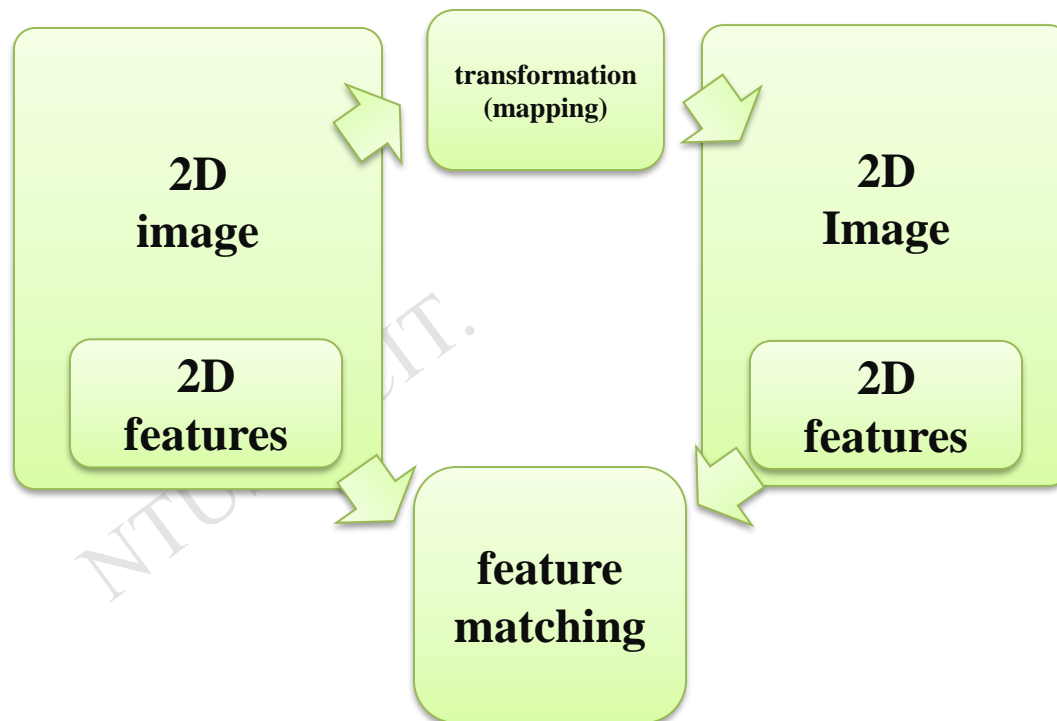 transformation
(mapping)
2D
image
2D
Image
2D
features
2D
features
feature
matching